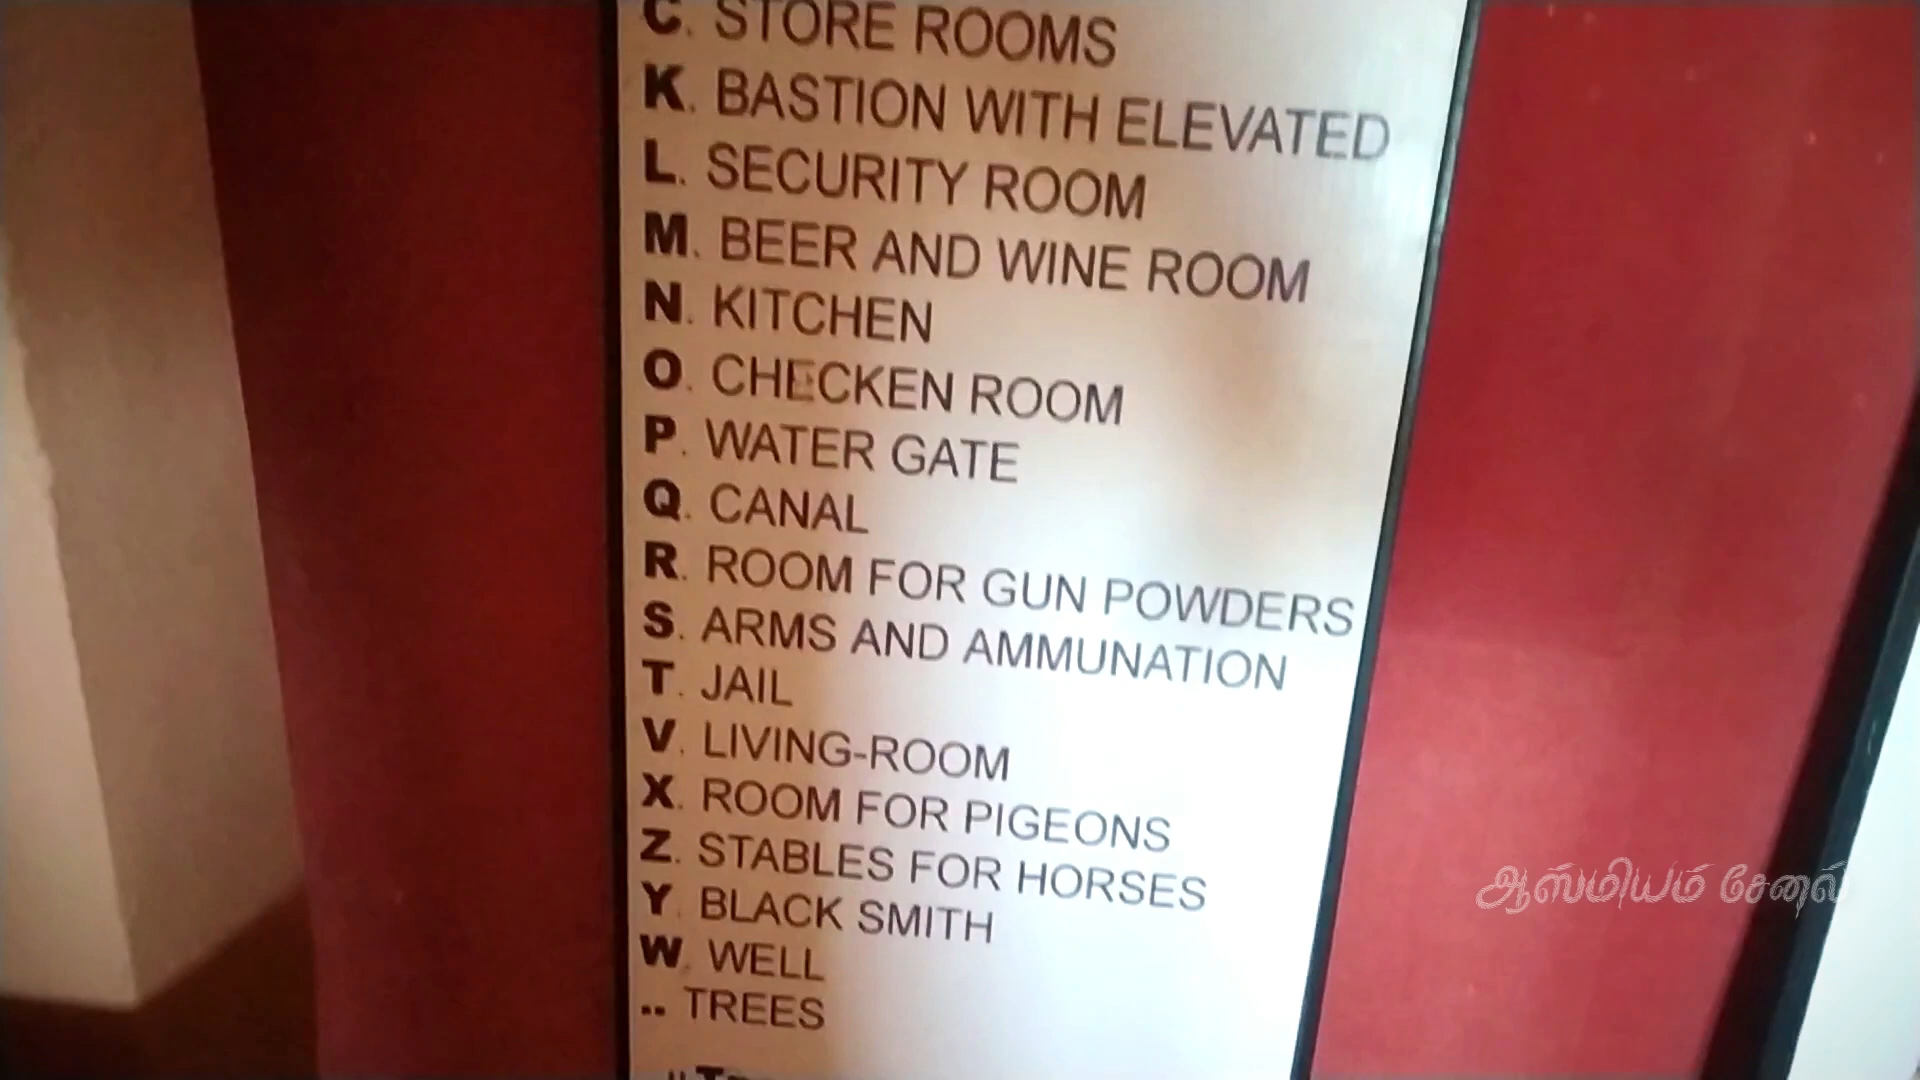 C. STORE ROOMS
K. BASTION WITH ELEVATED
L. SECURITY ROOM
M. BEER AND WINE ROOM
N. KITCHEN
O. CHECKEN ROOM
P. WATER GATE
Q. CANAL
R. ROOM FOR GUN POWDERS
S. ARMS AND AMMUNATION
T. JAIL
V. LIVING-ROOM
X. ROOM FOR PIGEONS
Z. STABLES FOR HORSES
Y. BLACK SMITH
W. WELL
.. TREES
ஆஸ்மியம் சேனல்